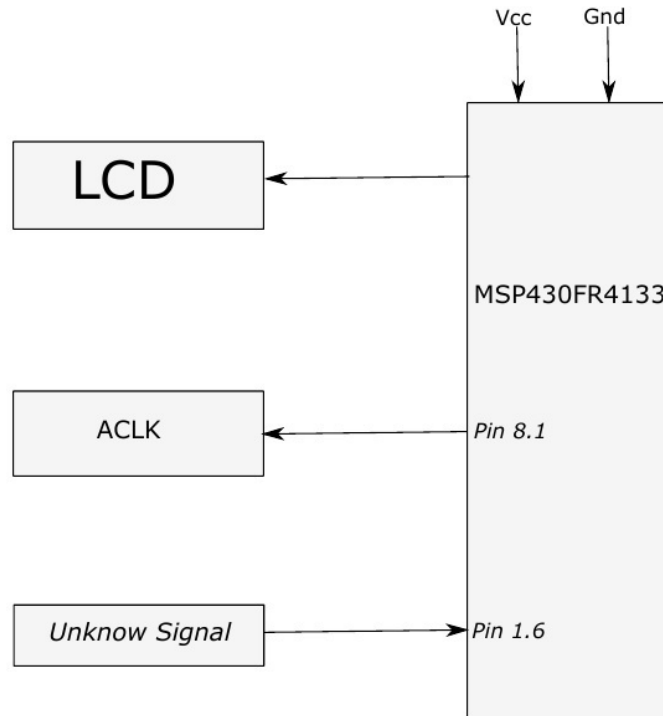 Vcc Gnd
LCD
MSP430FR4133
ACLK
Pin 8.1
Unknow Signal
Pin 1.6